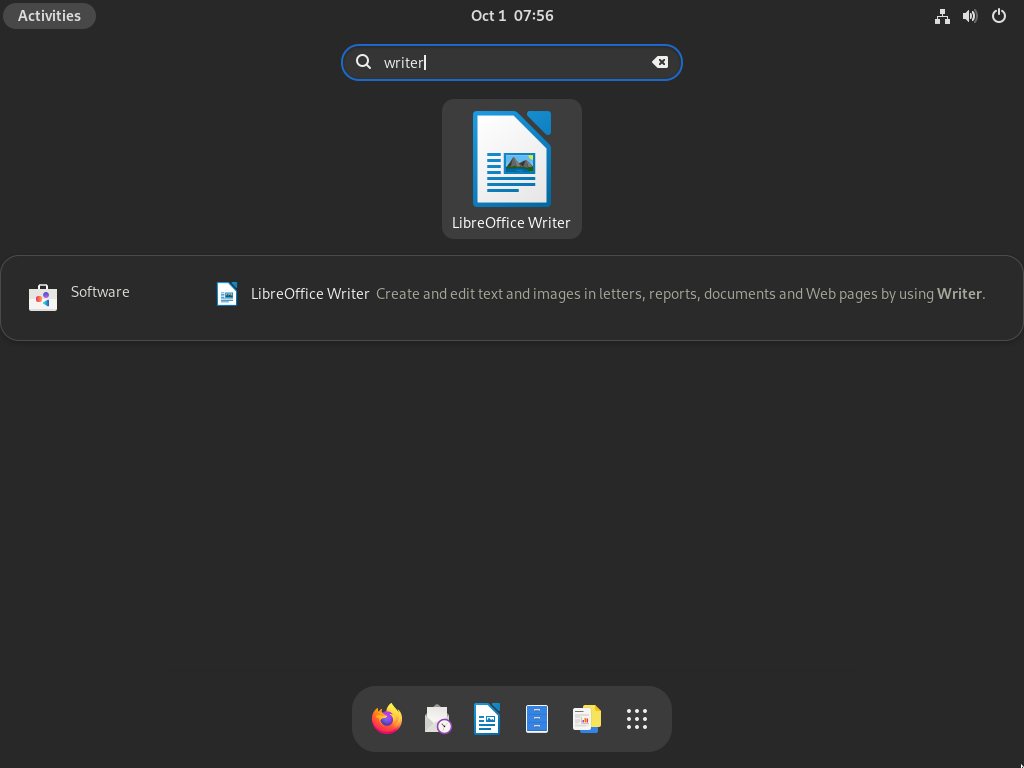 Activities
Oct 1 07:56
writer
LibreOffice Writer
Software
LibreOffice Writer Create and edit text and images in letters, reports, documents and Web pages by using Writer.